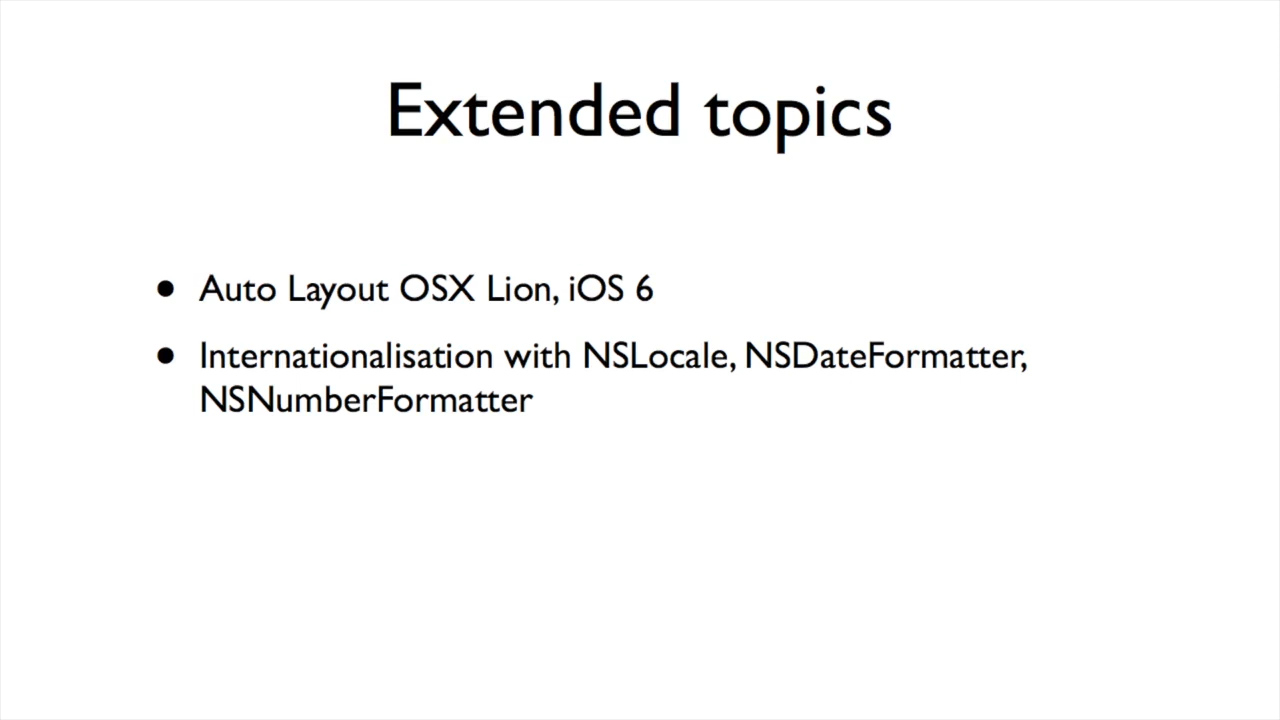 Extended topics
• Auto Layout OSX Lion, iOS 6
• Internationalisation with NSLocale, NSDateFormatter,
NSNumberFormatter